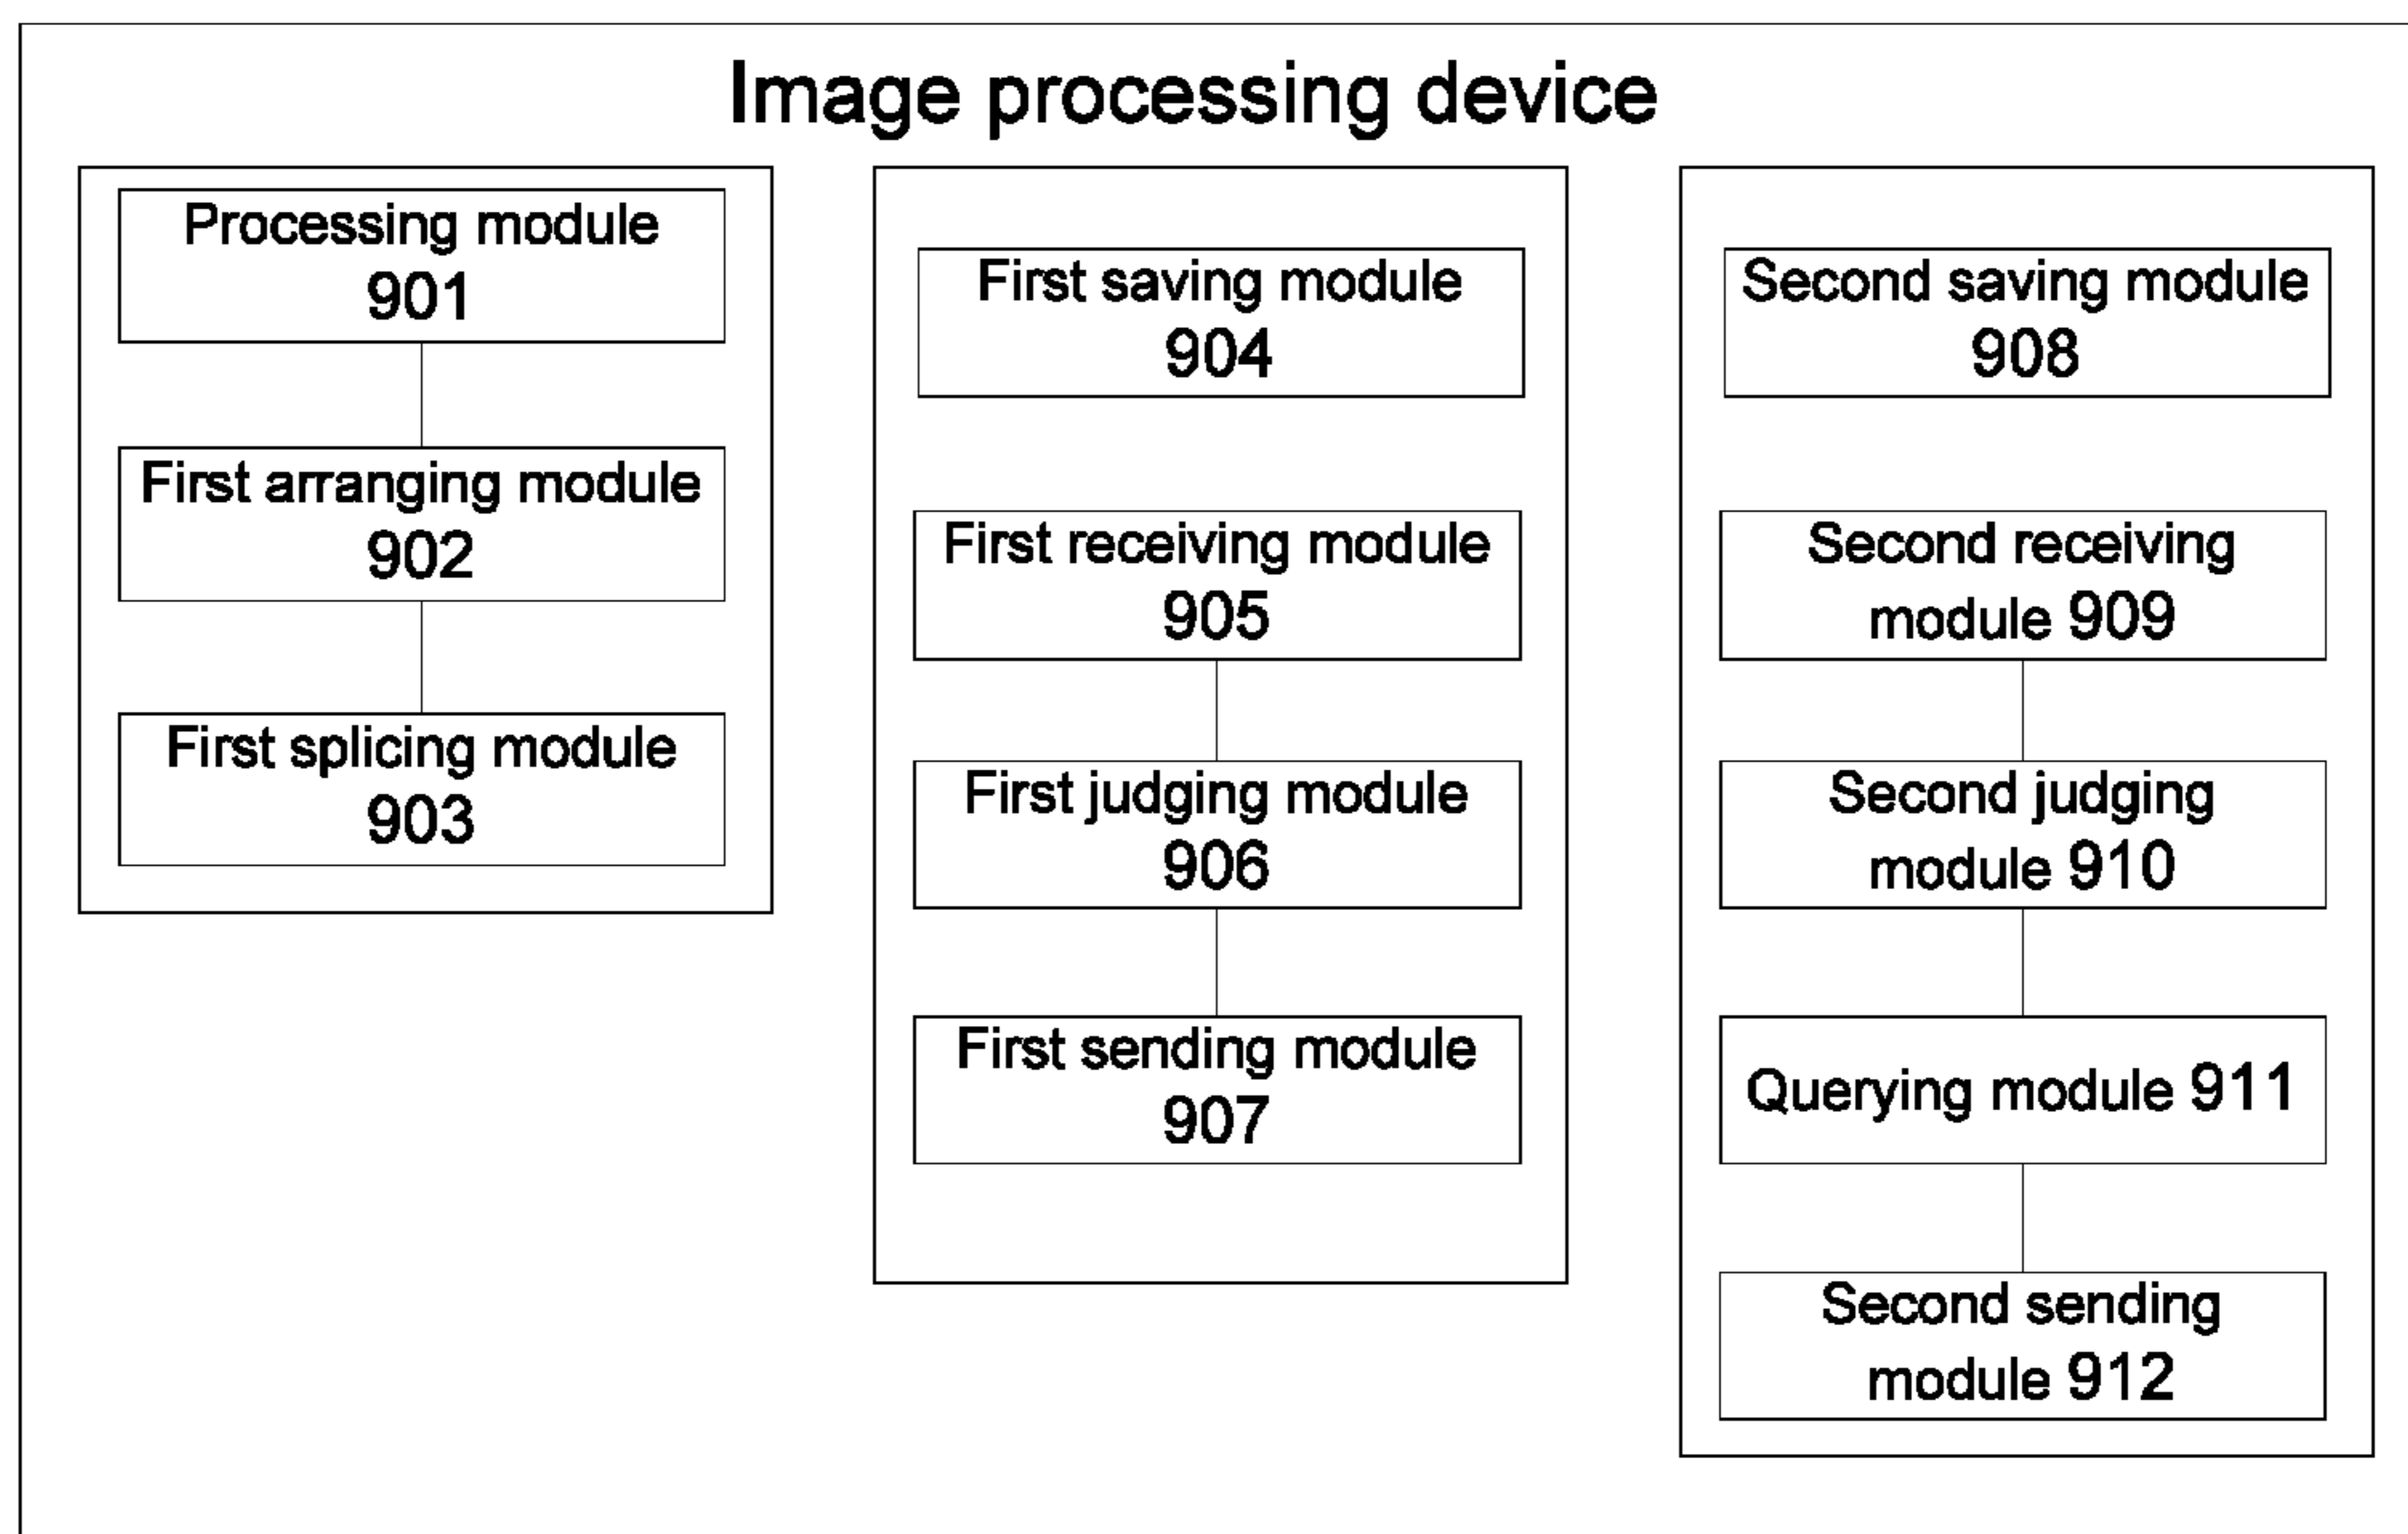 Image processing device
Processing module
901
First arranging module
902
First splicing module
903
First saving module
904
First receiving module
905
First judging module
906
First sending module
907
Second saving module
908
Second receiving
module 909
Second judging
module 910
Querying module 911
Second sending
module 912